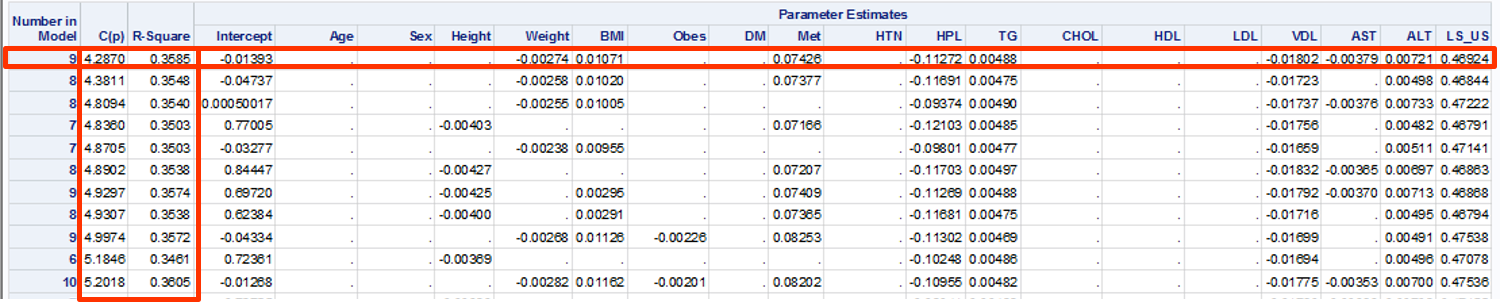 Parameter Estimates
Number in Model C(p) R-Square Intercept Age Sex Height Weight BMI Obes DM Met HTN HPL TG CHOL HDL LDL VDL AST ALT LS_US
9 4.2870 0.3585 -0.01393 . . . -0.00274 0.01071 . . 0.07426 . -0.11272 0.00488 . . . -0.01802 -0.00379 0.00721 0.46924
8 4.3811 0.3548 -0.04737 . . . -0.00258 0.01020 . . 0.07377 . -0.11691 0.00475 . . . -0.01723 . 0.00498 0.46844
8 4.8094 0.3540 0.00050017 . . . -0.00255 0.01005 . . . . -0.09374 0.00490 . . . -0.01737 -0.00376 0.00733 0.47222
7 4.8360 0.3503 0.77005 . . -0.00403 . . . . 0.07166 . -0.12103 0.00485 . . . -0.01756 . 0.00482 0.46791
7 4.8705 0.3503 -0.03277 . . . -0.00238 0.00955 . . . . -0.09801 0.00477 . . . -0.01659 . 0.00511 0.47141
8 4.8902 0.3538 0.84447 . . -0.00427 . . . . 0.07207 . -0.11703 0.00497 . . . -0.01832 -0.00365 0.00697 0.46863
9 4.9297 0.3574 0.69720 . . -0.00425 . 0.00295 . . 0.07409 . -0.11269 0.00488 . . . -0.01792 -0.00370 0.00713 0.46868
8 4.9307 0.3538 0.62384 . . -0.00400 . 0.00291 . . 0.07365 . -0.11681 0.00475 . . . -0.01716 . 0.00495 0.46794
9 4.9974 0.3572 -0.04334 . . . -0.00268 0.01126 -0.00226 . 0.08253 . -0.11302 0.00469 . . . -0.01699 . 0.00491 0.47538
6 5.1846 0.3461 0.72361 . . -0.00369 . . . . . . -0.10248 0.00486 . . . -0.01694 . 0.00496 0.47078
10 5.2018 0.3605 -0.01268 . . . -0.00282 0.01162 -0.00201 . 0.08202 . -0.10955 0.00482 . . . -0.01775 -0.00353 0.00700 0.47536